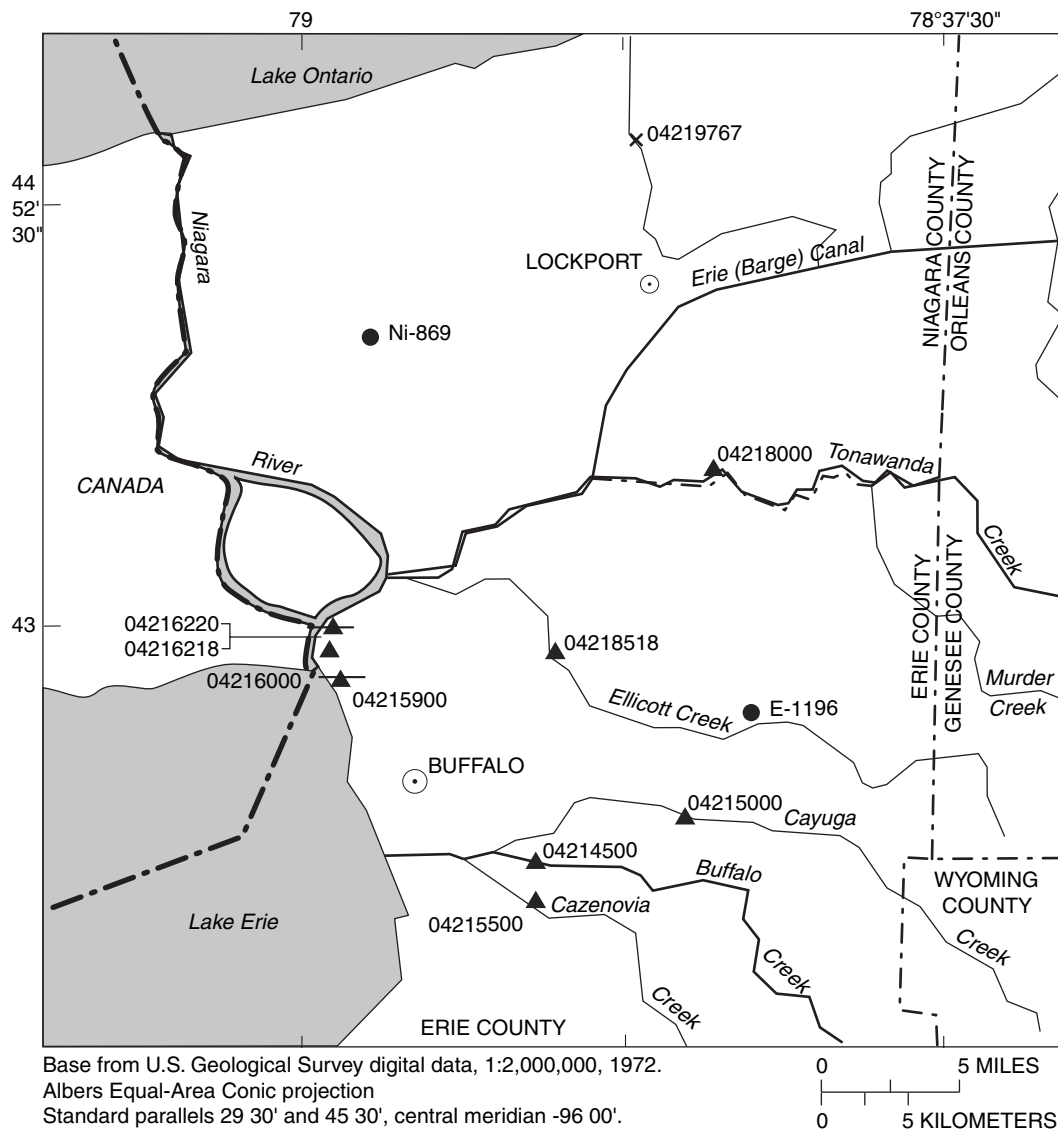 79
78°37'30"
Lake Ontario
04219767
44
52'
30"
Niagara
NIAGARA COUNTY
ORLEANS COUNTY
LOCKPORT
Erie (Barge) Canal
Ni-869
River
04218000
Tonawanda
CANADA
Creek
43
04216220
04216218
04218518
ERIE COUNTY
GENESEE COUNTY
04216000
04215900
Murder
Creek
Ellicott Creek
E-1196
BUFFALO
04215000
Cayuga
04214500
Buffalo
WYOMING
COUNTY
Lake Erie
04215500
Cazenovia
Creek
Creek
Creek
ERIE COUNTY
Base from U.S. Geological Survey digital data, 1:2,000,000, 1972.
Albers Equal-Area Conic projection
Standard parallels 29 30' and 45 30', central meridian -96 00'.
0 5 MILES
0 5 KILOMETERS